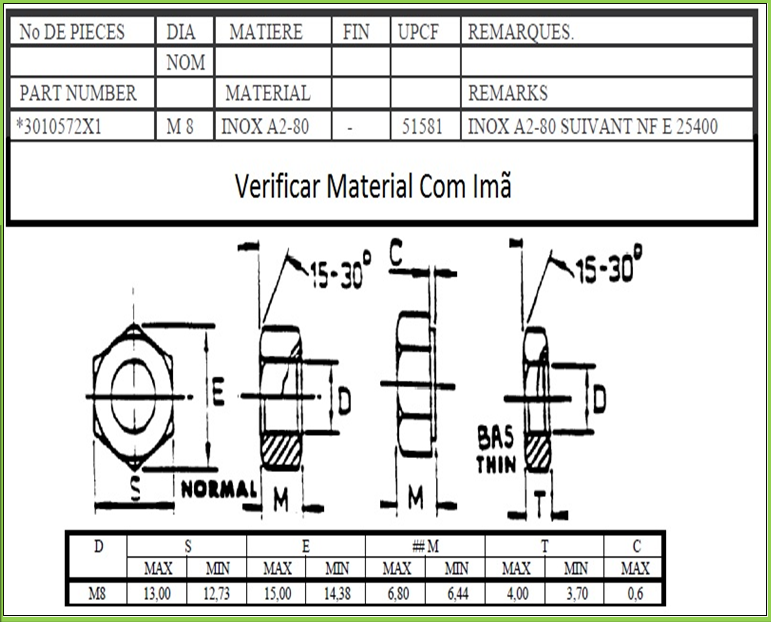 No DE PIECES DIA MATIERE FIN UPCF REMARQUES.
NOM
PART NUMBER MATERIAL REMARKS
*3010572X1 M 8 INOX A2-80 - 51581 INOX A2-80 SUIVANT NF E 25400
Verificar Material Com Imã
15-30° C 15-30°
E D D
BAS
THIN
S NORMAL M M T
D S E ## M T C
MAX MIN MAX MIN MAX MIN MAX MIN MAX
M8 13,00 12,73 15,00 14,38 6,80 6,44 4,00 3,70 0,6